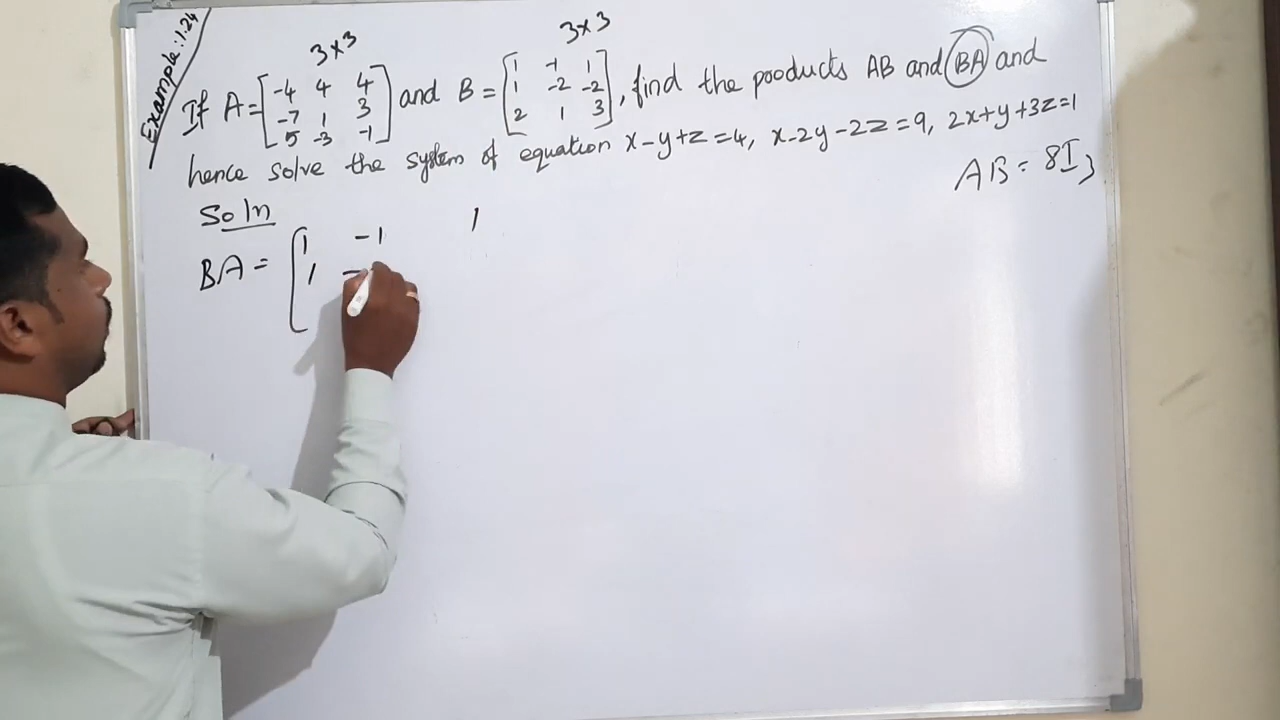 Example: 1.24
3x3 3x3
If A = [-4 4 4 -7 1 3 5 -3 -1] and B = [1 -1 1 1 -2 -2 2 1 3], find the products AB and BA and
hence solve the system of equation x-y+z=4, x-2y-2z=9, 2x+y+3z=1
AB = 8I3
Soln
BA = [1 -1 1
1 -